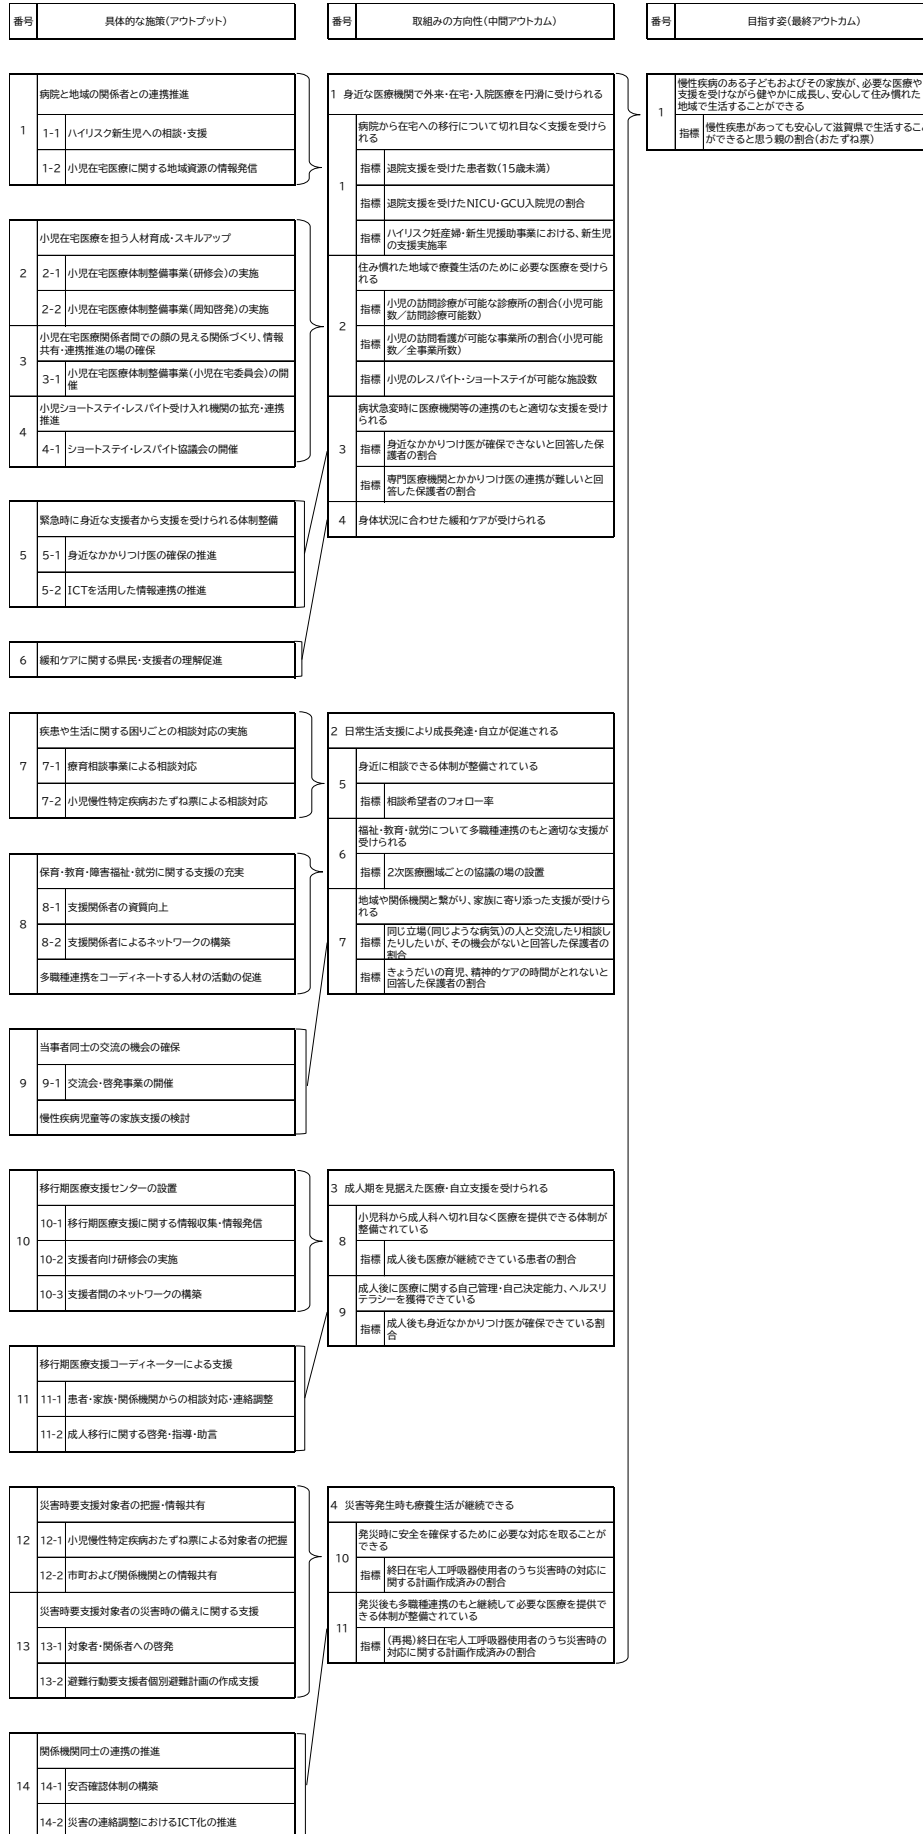 番号
具体的な施策(アウトプット)
1
病院と地域の関係者との連携推進
1-1 ハイリスク新生児への相談・支援
1-2 小児在宅医療に関する地域資源の情報発信
2
小児在宅医療を担う人材育成・スキルアップ
2-1 小児在宅医療体制整備事業(研修会)の実施
2-2 小児在宅医療体制整備事業(周知啓発)の実施
3
小児在宅医療関係者間での顔の見える関係づくり、情報
共有・連携推進の場の確保
3-1 小児在宅医療体制整備事業(小児在宅委員会)の開
催
4
小児ショートステイ・レスパイト受け入れ機関の拡充・連携
推進
4-1 ショートステイ・レスパイト協議会の開催
5
緊急時に身近な支援者から支援を受けられる体制整備
5-1 身近なかかりつけ医の確保の推進
5-2 ICTを活用した情報連携の推進
6
緩和ケアに関する県民・支援者の理解促進
7
疾患や生活に関する困りごとの相談対応の実施
7-1 療育相談事業による相談対応
7-2 小児慢性特定疾病おたずね票による相談対応
8
保育・教育・障害福祉・就労に関する支援の充実
8-1 支援関係者の資質向上
8-2 支援関係者によるネットワークの構築
多職種連携をコーディネートする人材の活動の促進
9
当事者同士の交流の機会の確保
9-1 交流会・啓発事業の開催
慢性疾病児童等の家族支援の検討
10
移行期医療支援センターの設置
10-1 移行期医療支援に関する情報収集・情報発信
10-2 支援者向け研修会の実施
10-3 支援者間のネットワークの構築
11
移行期医療支援コーディネーターによる支援
11-1 患者・家族・関係機関からの相談対応・連絡調整
11-2 成人移行に関する啓発・指導・助言
12
災害時要支援対象者の把握・情報共有
12-1 小児慢性特定疾病おたずね票による対象者の把握
12-2 市町および関係機関との情報共有
13
災害時要支援対象者の災害時の備えに関する支援
13-1 対象者・関係者への啓発
13-2 避難行動要支援者個別避難計画の作成支援
14
関係機関同士の連携の推進
14-1 安否確認体制の構築
14-2 災害の連絡調整におけるICT化の推進
番号
取組みの方向性(中間アウトカム)
1 身近な医療機関で外来・在宅・入院医療を円滑に受けられる
1
病院から在宅への移行について切れ目なく支援を受けら
れる
指標 退院支援を受けた患者数(15歳未満)
指標 退院支援を受けたNICU・GCU入院児の割合
指標 ハイリスク妊産婦・新生児援助事業における、新生児
の支援実施率
2
住み慣れた地域で療養生活のために必要な医療を受けら
れる
指標 小児の訪問診療が可能な診療所の割合(小児可能
数/訪問診療可能数)
指標 小児の訪問看護が可能な事業所の割合(小児可能
数/全事業所数)
指標 小児のレスパイト・ショートステイが可能な施設数
3
病状急変時に医療機関等の連携のもと適切な支援を受け
られる
指標 身近なかかりつけ医が確保できないと回答した保
護者の割合
指標 専門医療機関とかかりつけ医の連携が難しいと回
答した保護者の割合
4 身体状況に合わせた緩和ケアが受けられる
2 日常生活支援により成長発達・自立が促進される
5
身近に相談できる体制が整備されている
指標 相談希望者のフォロー率
6
福祉・教育・就労について多職種連携のもと適切な支援が
受けられる
指標 2次医療圏域ごとの協議の場の設置
7
地域や関係機関と繋がり、家族に寄り添った支援が受けら
れる
指標 同じ立場(同じような病気)の人と交流したり相談し
たりしたいが、その機会がないと回答した保護者の
割合
指標 きょうだいの育児、精神的ケアの時間がとれないと
回答した保護者の割合
3 成人期を見据えた医療・自立支援を受けられる
8
小児科から成人科へ切れ目なく医療を提供できる体制が
整備されている
指標 成人後も医療が継続できている患者の割合
9
成人後に医療に関する自己管理・自己決定能力、ヘルスリ
テラシーを獲得できている
指標 成人後も身近なかかりつけ医が確保できている割
合
4 災害等発生時も療養生活が継続できる
10
発災時に安全を確保するために必要な対応を取ることが
できる
指標 終日在宅人工呼吸器使用者のうち災害時の対応に
関する計画作成済みの割合
11
発災後も多職種連携のもと継続して必要な医療を提供で
きる体制が整備されている
指標 (再掲)終日在宅人工呼吸器使用者のうち災害時の
対応に関する計画作成済みの割合
番号
目指す姿(最終アウトカム)
1
慢性疾病のある子どもおよびその家族が、必要な医療や
支援を受けながら健やかに成長し、安心して住み慣れた
地域で生活することができる
指標 慢性疾患があっても安心して滋賀県で生活するこ
ができると思う親の割合(おたずね票)